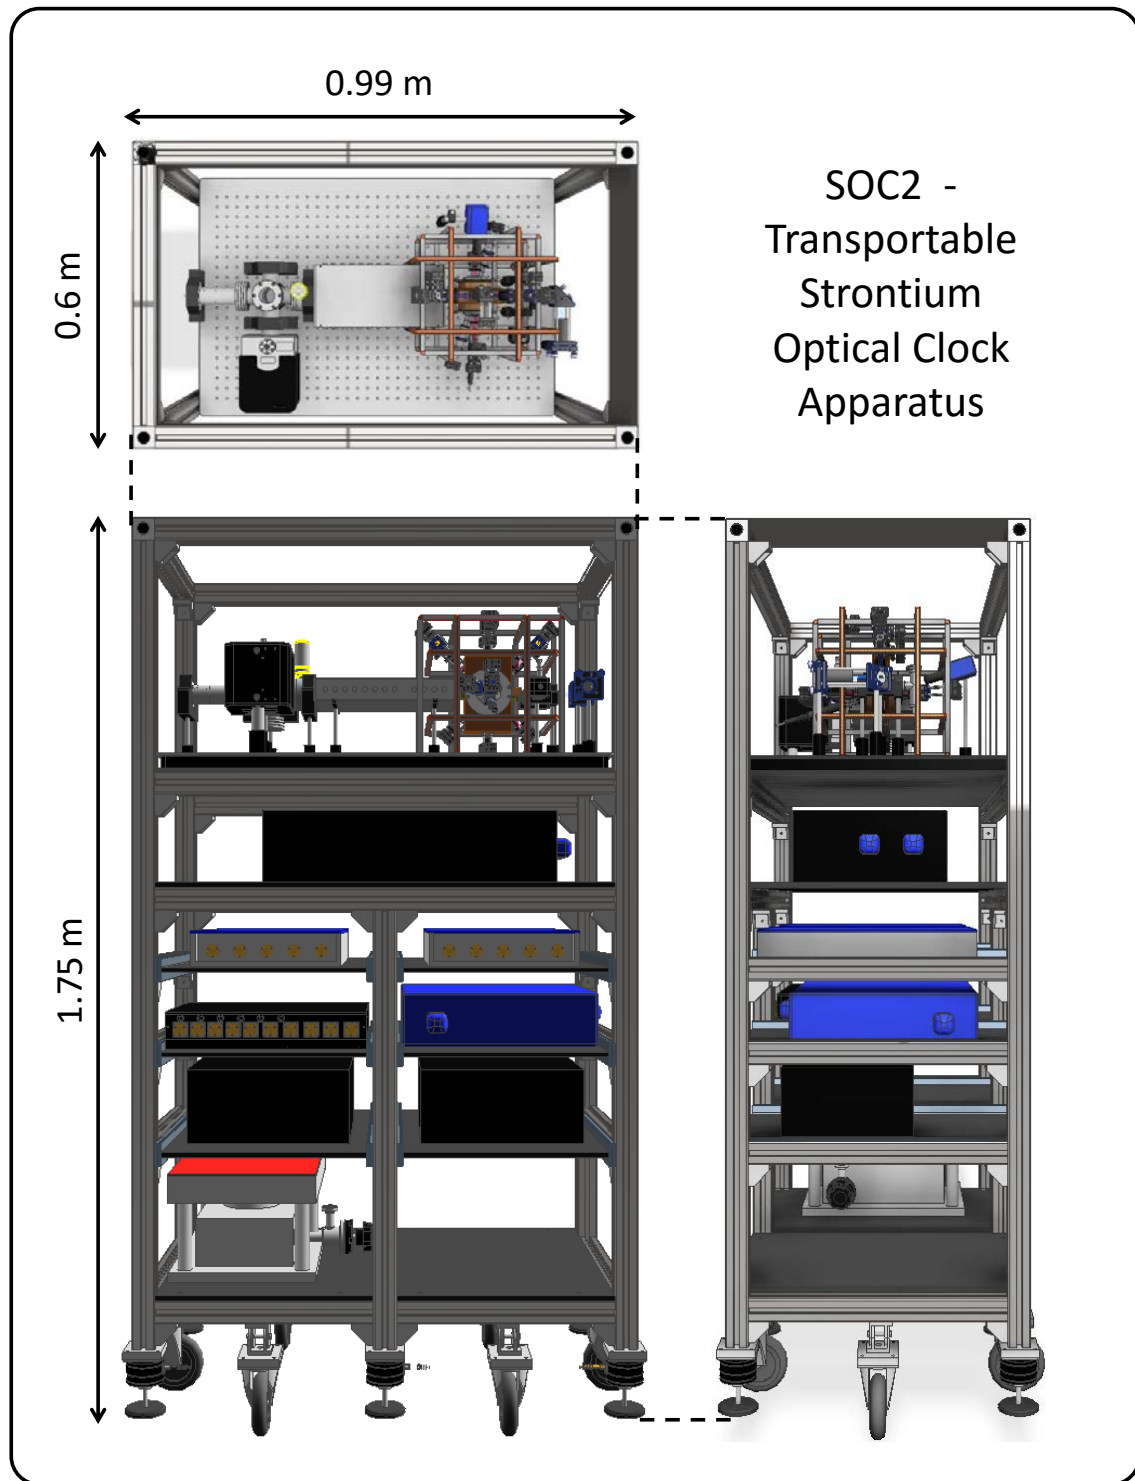 0.99 m
0.6 m
SOC2 -
Transportable
Strontium
Optical Clock
Apparatus
1.75 m